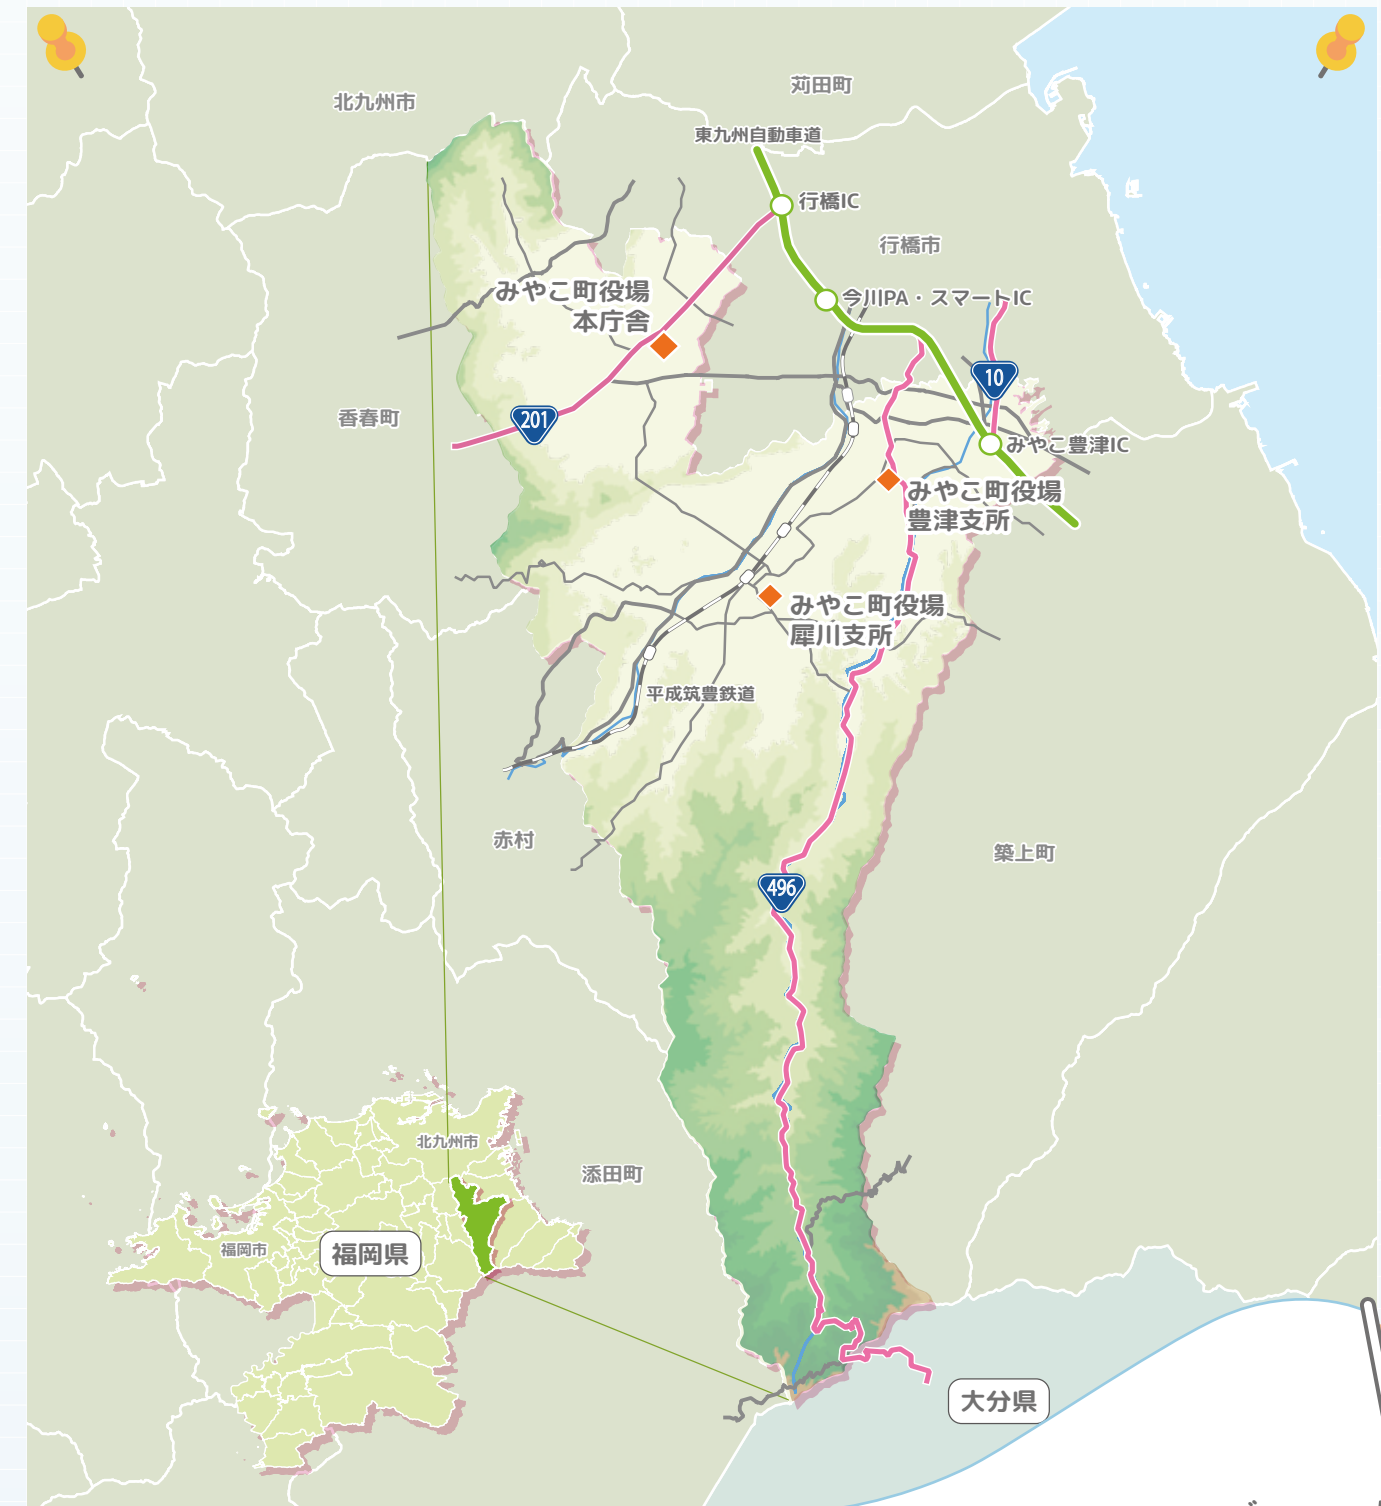 苅田町
北九州市
東九州自動車道
行橋IC
行橋市
みやこ町役場
本庁舎
今川PA・スマートIC
10
香春町
201
みやこ豊津IC
みやこ町役場
豊津支所
みやこ町役場
犀川支所
平成筑豊鉄道
赤村
築上町
496
北九州市
添田町
福岡市
福岡県
大分県